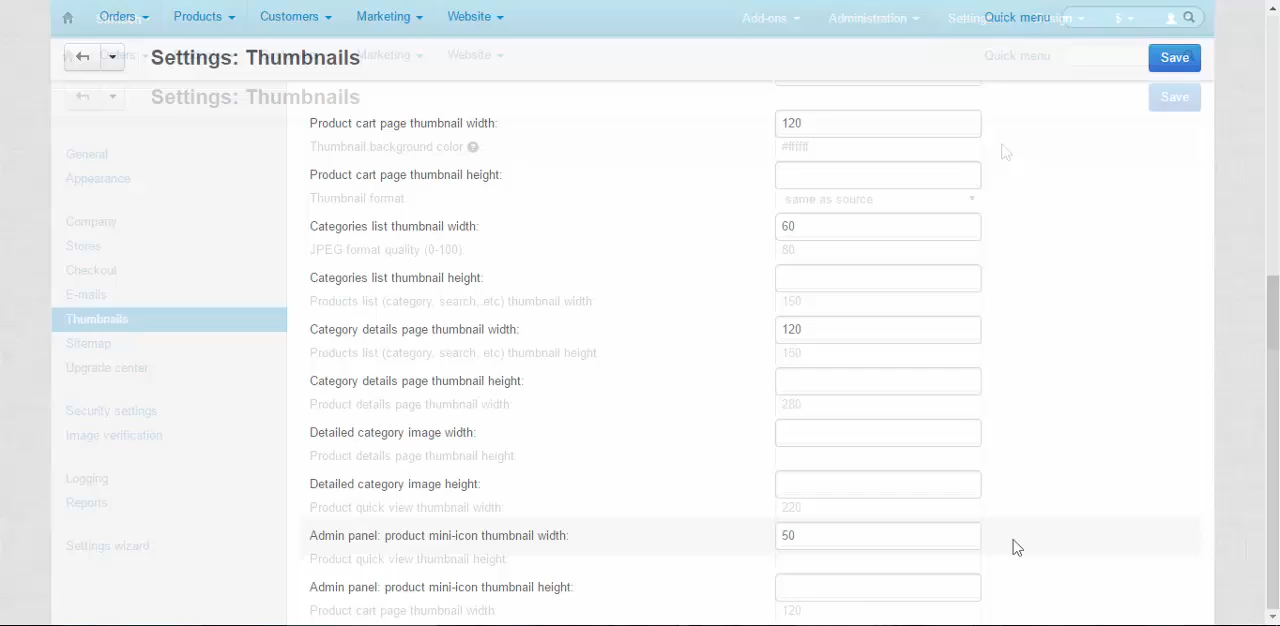 Orders Products Customers Marketing Website Add-ons Administration Quick menu $
Orders Marketing Website Quick menu
Settings: Thumbnails Save
Settings: Thumbnails Save
Product cart page thumbnail width: 120
Thumbnail background color #ffffff
General
Product cart page thumbnail height:
Appearance
Thumbnail format same as source
Company
Categories list thumbnail width: 60
Stores
JPEG format quality (0-100) 80
Checkout
Categories list thumbnail height:
E-mails
Products list (category, search, etc) thumbnail width 150
Thumbnails
Category details page thumbnail width: 120
Sitemap
Products list (category, search, etc) thumbnail height 150
Upgrade center
Category details page thumbnail height:
Product details page thumbnail width 280
Security settings
Detailed category image width:
Image verification
Product details page thumbnail height:
Logging
Detailed category image height:
Reports
Product quick view thumbnail width: 220
Admin panel: product mini-icon thumbnail width: 50
Settings wizard
Product quick view thumbnail height:
Admin panel: product mini-icon thumbnail height:
Product cart page thumbnail width 120